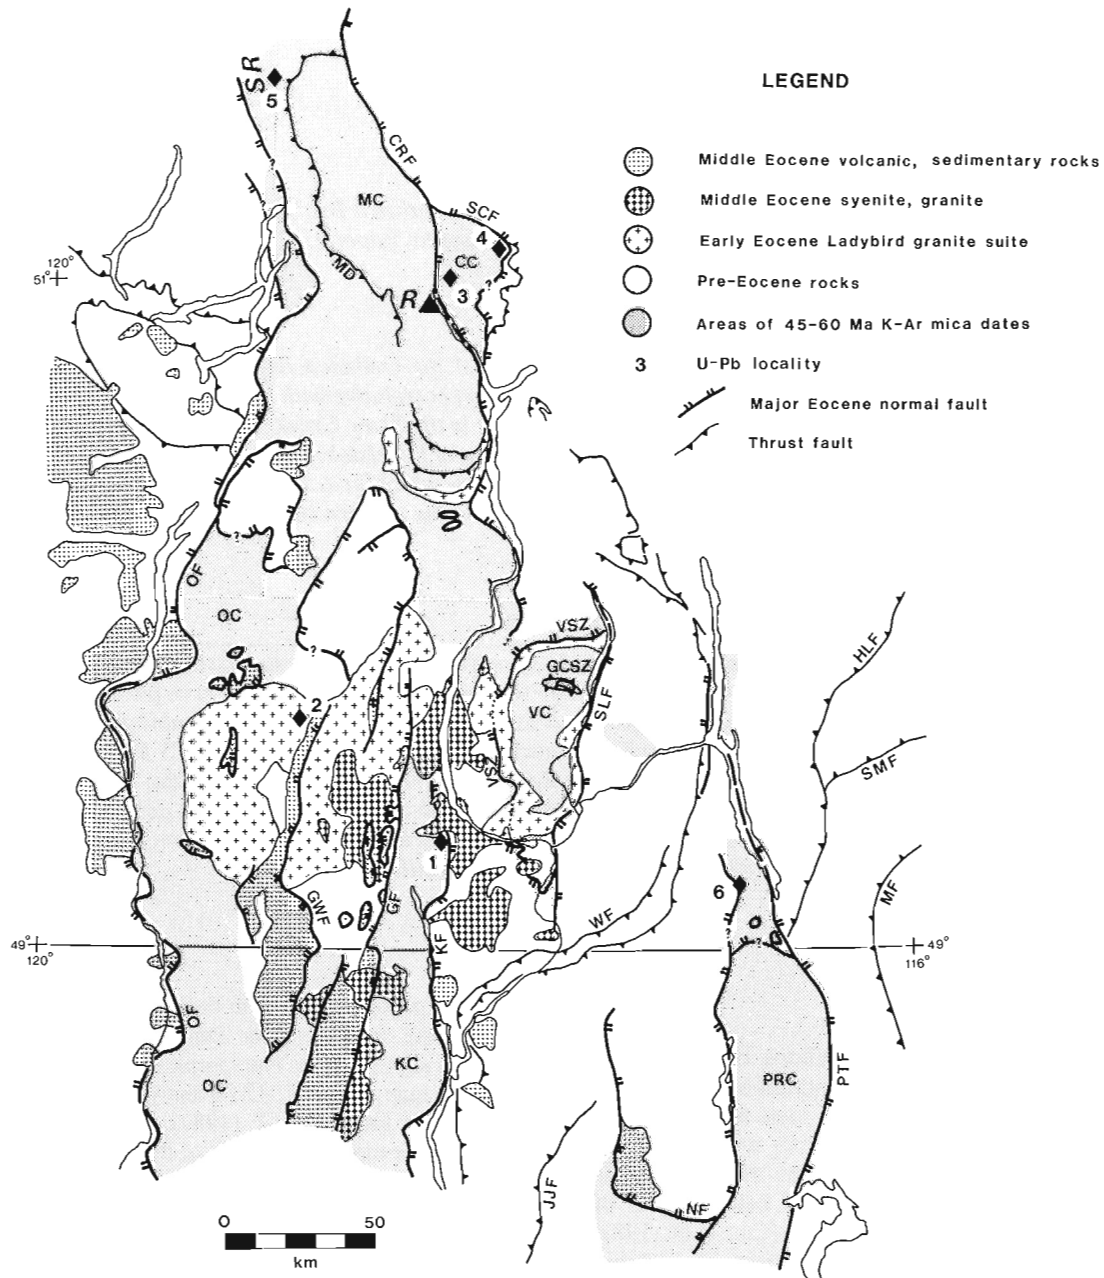 LEGEND
Middle Eocene volcanic, sedimentary rocks
Middle Eocene syenite, granite
Early Eocene Ladybird granite suite
Pre-Eocene rocks
Areas of 45-60 Ma K-Ar mica dates
3 U-Pb locality
Major Eocene normal fault
Thrust fault
SR
5
CRF
MC
SCF
4
CC
3
MD
R
120°
51°
?
?
?
?
OF
OC
?
VSZ
GCSZ
VC
SLF
VSZ
2
HLF
SMF
1
6
MF
GWF
GF
KF
WF
?
?
49°
120°
49°
116°
OF
OC
KC
PRC
PTF
JJF
NF
0 50
km